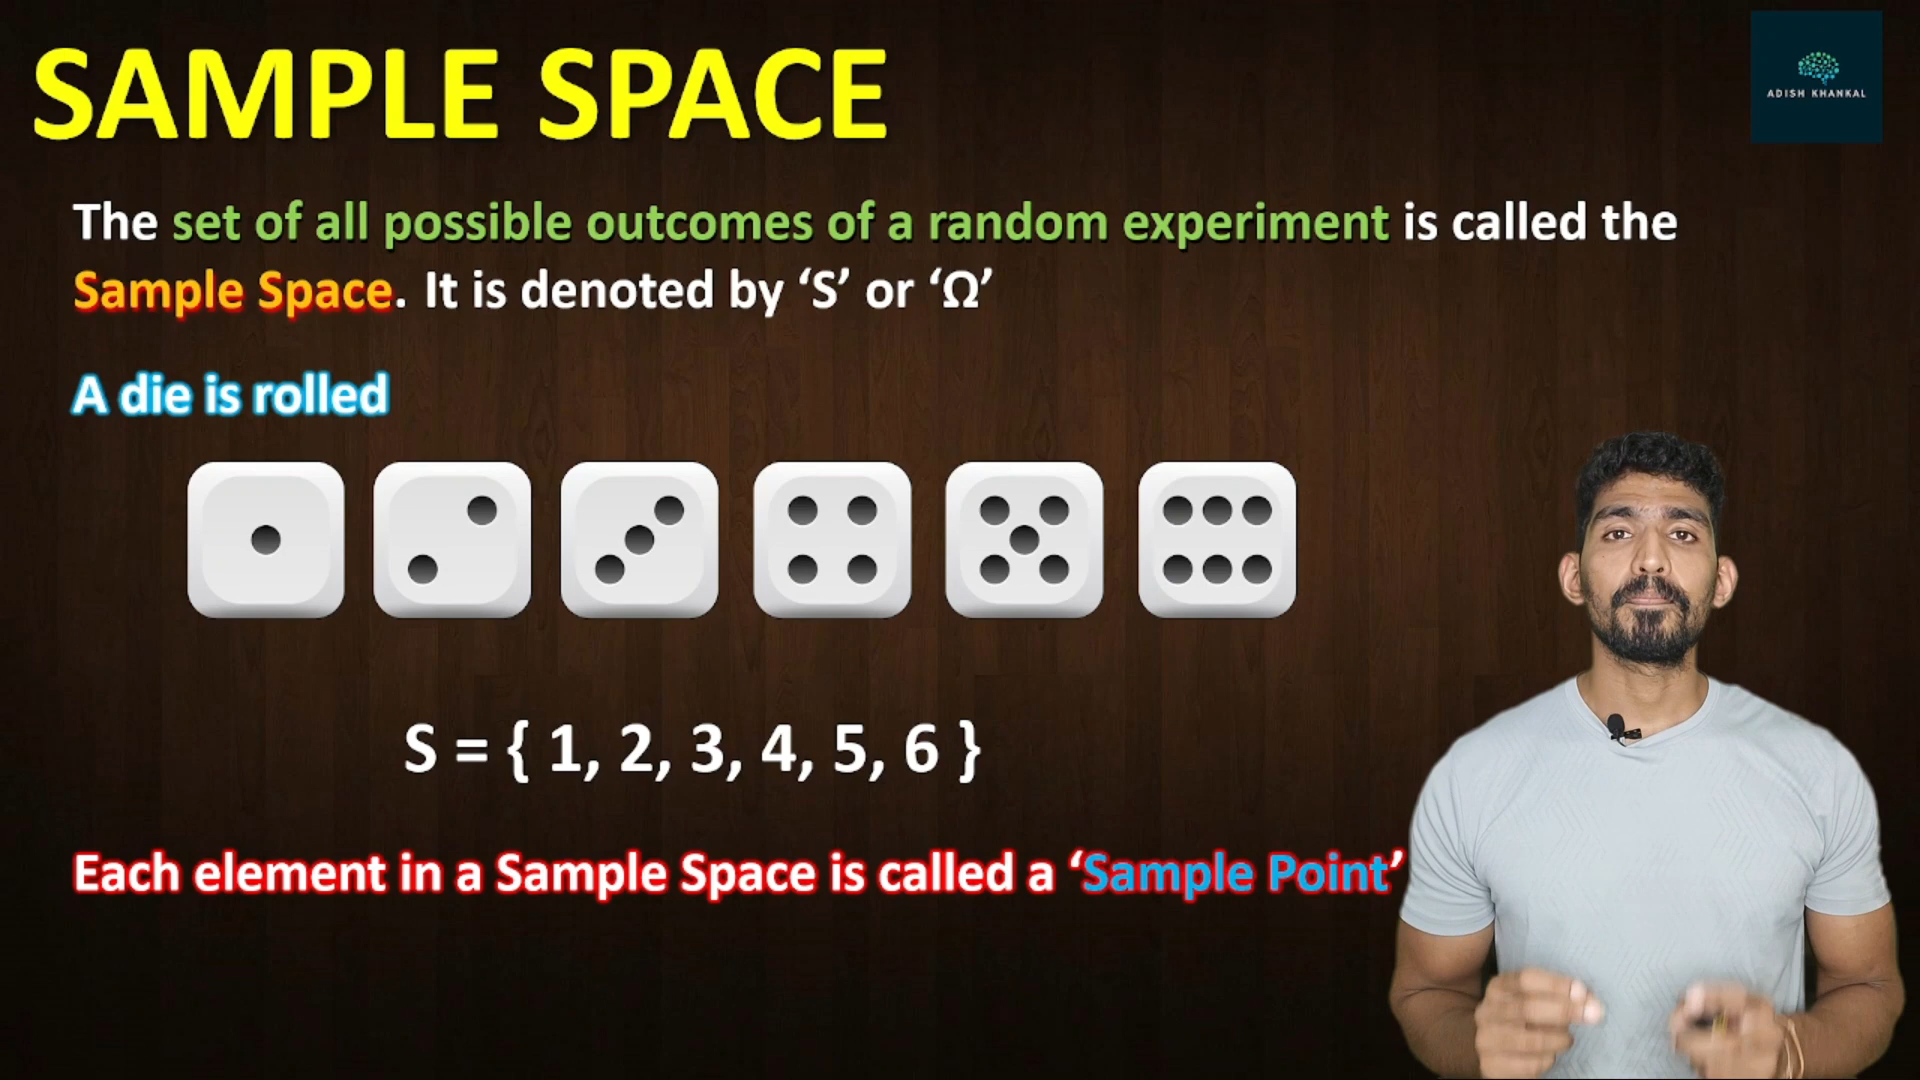 SAMPLE SPACE
ADISH KHANKAL
The set of all possible outcomes of a random experiment is called the
Sample Space. It is denoted by ‘S’ or ‘Ω’
A die is rolled
S = { 1, 2, 3, 4, 5, 6 }
Each element in a Sample Space is called a ‘Sample Point’